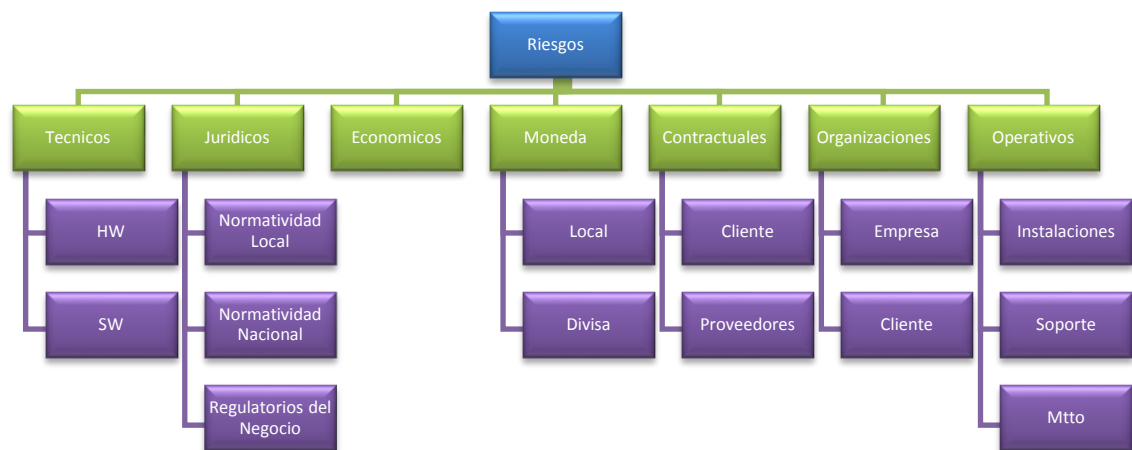 Riesgos
Tecnicos
Juridicos
Economicos
Moneda
Contractuales
Organizaciones
Operativos
HW
Normatividad
Local
Local
Cliente
Empresa
Instalaciones
SW
Normatividad
Nacional
Divisa
Proveedores
Cliente
Soporte
Regulatorios del
Negocio
Mtto